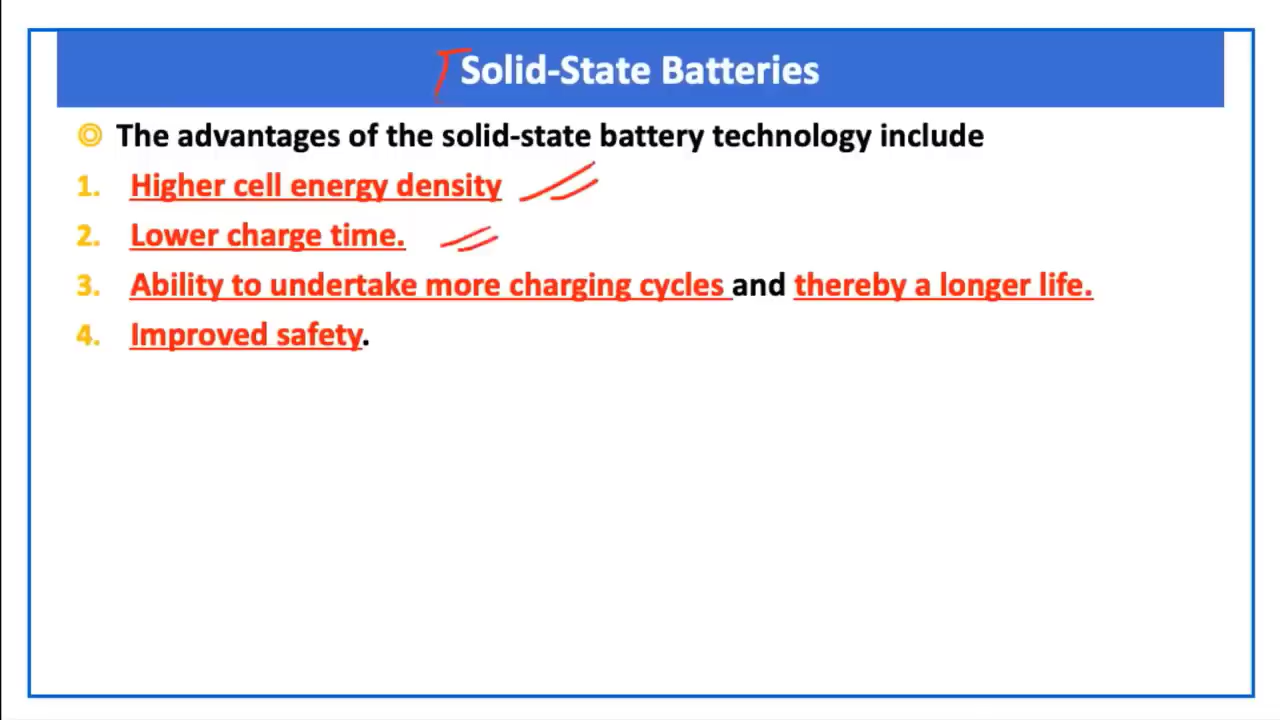 Solid-State Batteries
The advantages of the solid-state battery technology include
1. Higher cell energy density
2. Lower charge time.
3. Ability to undertake more charging cycles and thereby a longer life.
4. Improved safety.